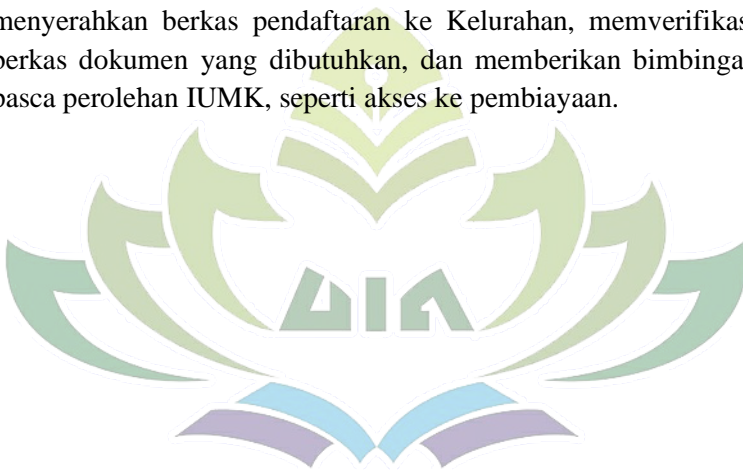 menyerahkan berkas pendaftaran ke Kelurahan, memverifikas
berkas dokumen yang dibutuhkan, dan memberikan bimbinga
pasca perolehan IUMK, seperti akses ke pembiayaan.
UIN